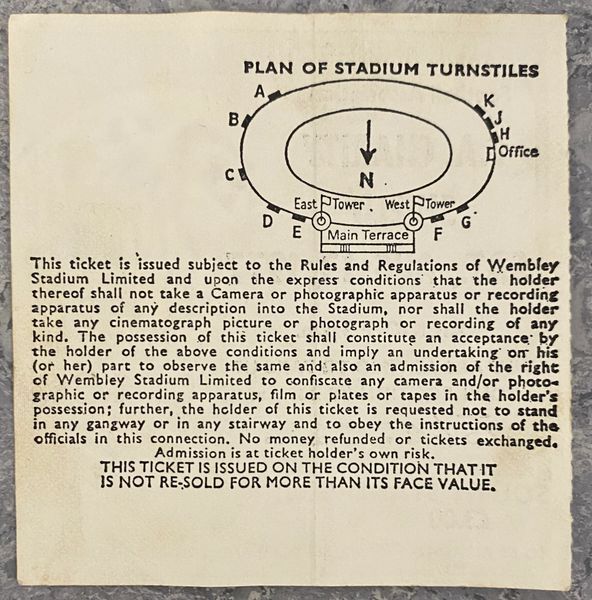 PLAN OF STADIUM TURNSTILES
A
K
B
J
H
Office
C
N
East Tower
West Tower
D
E
F
G
Main Terrace
This ticket is issued subject to the Rules and Regulations of Wembley
Stadium Limited and upon the express conditions that the holder
thereof shall not take a Camera or photographic apparatus or recording
apparatus of any description into the Stadium, nor shall the holder
take any cinematograph picture or photograph or recording of any
kind. The possession of this ticket shall constitute an acceptance by
the holder of the above conditions and imply an undertaking on his
(or her) part to observe the same and also an admission of the right
of Wembley Stadium Limited to confiscate any camera and/or photo-
graphic or recording apparatus, film or plates or tapes in the holder's
possession; further, the holder of this ticket is requested not to stand
in any gangway or in any stairway and to obey the instructions of the
officials in this connection. No money refunded or tickets exchanged.
Admission is at ticket holder's own risk.
THIS TICKET IS ISSUED ON THE CONDITION THAT IT
IS NOT RE-SOLD FOR MORE THAN ITS FACE VALUE.